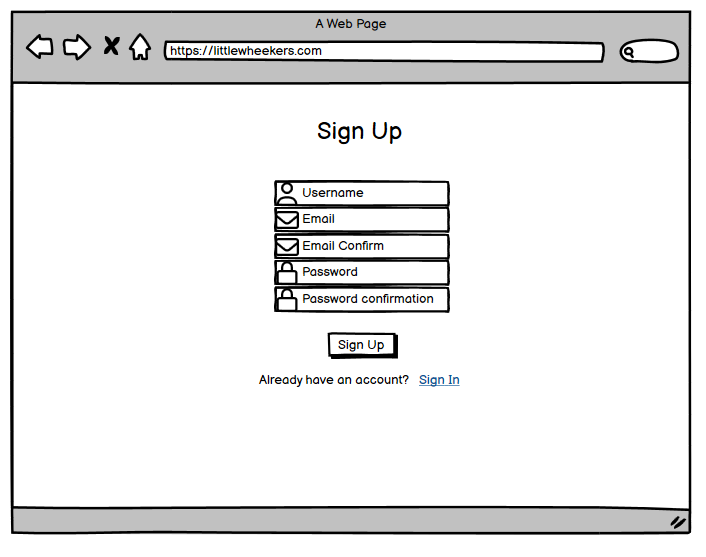 A Web Page
https://littlewheekers.com
Sign Up
Username
Email
Email Confirm
Password
Password confirmation
Sign Up
Already have an account? Sign In